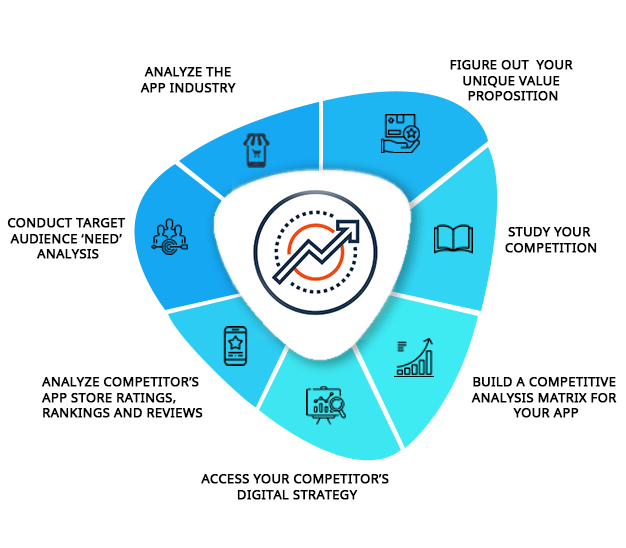 ANALYZE THE
APP INDUSTRY
FIGURE OUT YOUR
UNIQUE VALUE
PROPOSITION
CONDUCT TARGET
AUDIENCE ‘NEED’
ANALYSIS
STUDY YOUR
COMPETITION
ANALYZE COMPETITOR’S
APP STORE RATINGS,
RANKINGS AND REVIEWS
BUILD A COMPETITIVE
ANALYSIS MATRIX FOR
YOUR APP
ACCESS YOUR COMPETITOR’S
DIGITAL STRATEGY